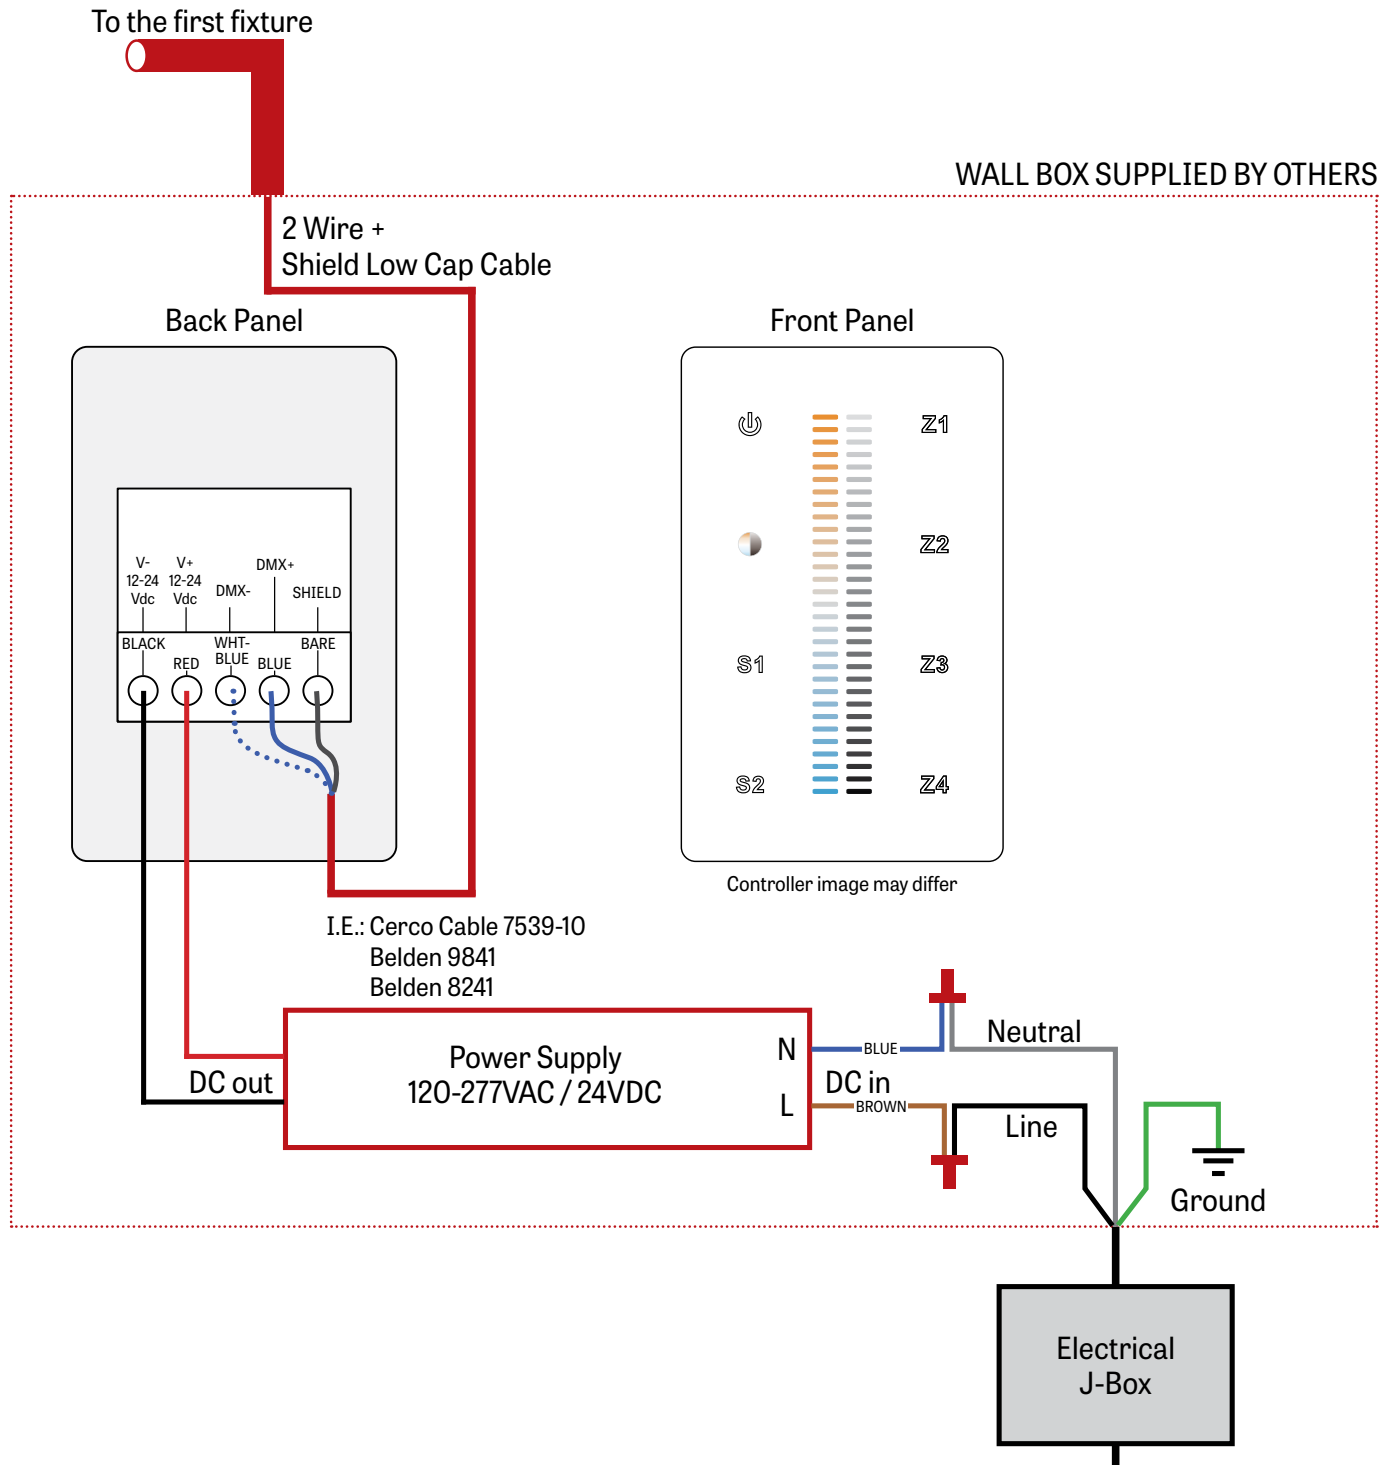 To the first fixture
WALL BOX SUPPLIED BY OTHERS
2 Wire +
Shield Low Cap Cable
Back Panel
Front Panel
V-
12-24
Vdc
V+
12-24
Vdc
DMX-
DMX+
SHIELD
BLACK
RED
WHT-
BLUE
BLUE
BARE
Z1
Z2
S1
Z3
S2
Z4
Controller image may differ
I.E.: Cerco Cable 7539-10
Belden 9841
Belden 8241
Power Supply
120-277VAC / 24VDC
DC out
N
L
BLUE
DC in
BROWN
Neutral
Line
Ground
Electrical
J-Box